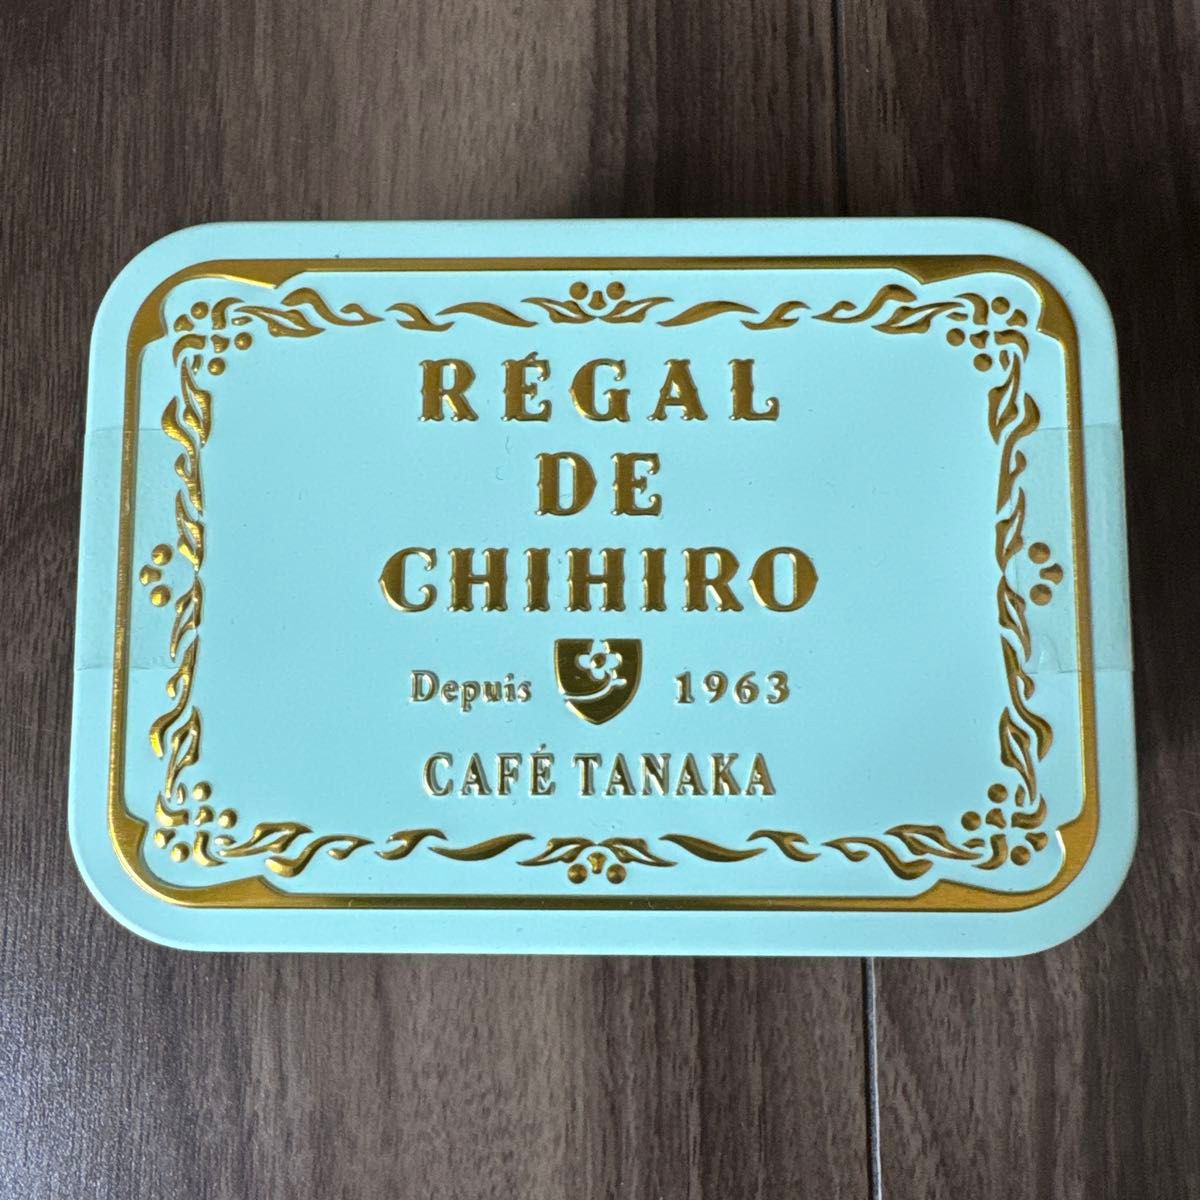 RÉGAL
DE
CHIHIRO
Depuis 1963
CAFÉ TANAKA